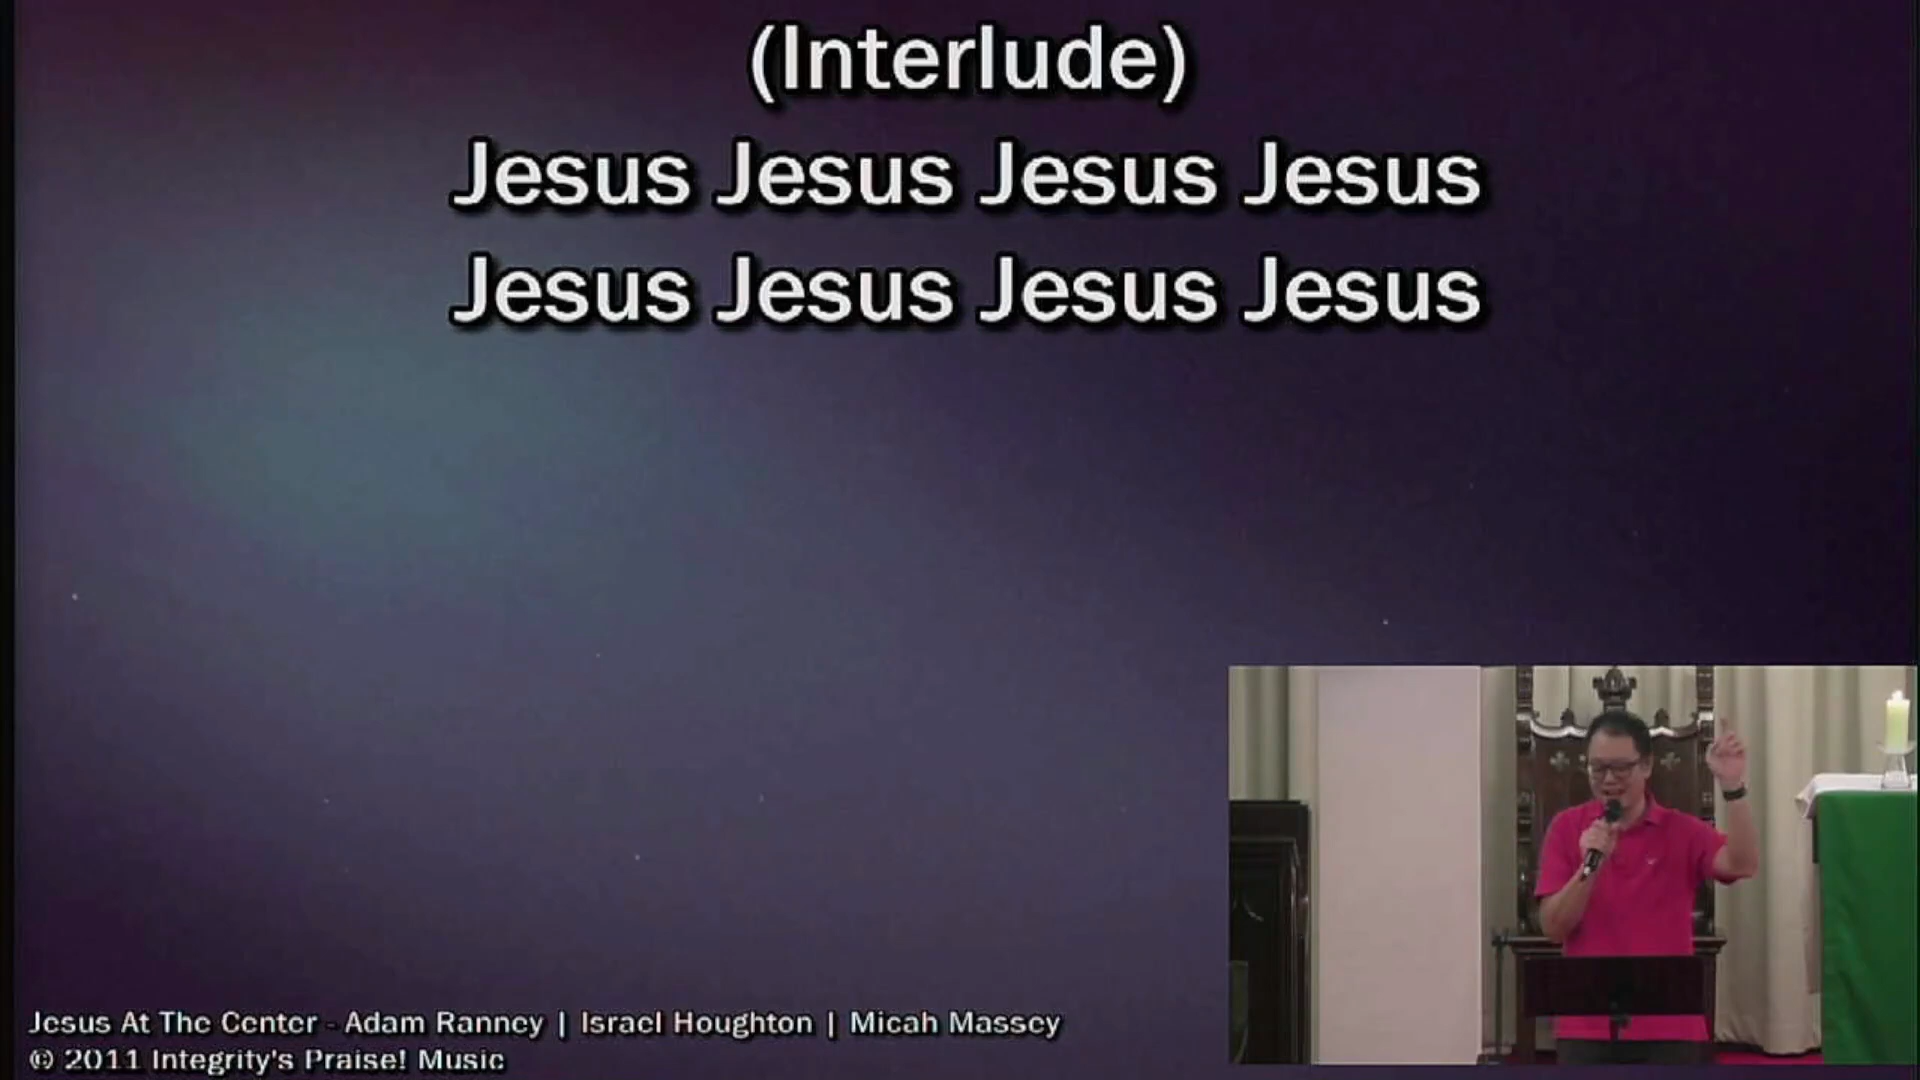 (Interlude)
Jesus Jesus Jesus Jesus
Jesus Jesus Jesus Jesus
Jesus At The Center - Adam Ranney | Israel Houghton | Micah Massey
© 2011 Integrity's Praise! Music